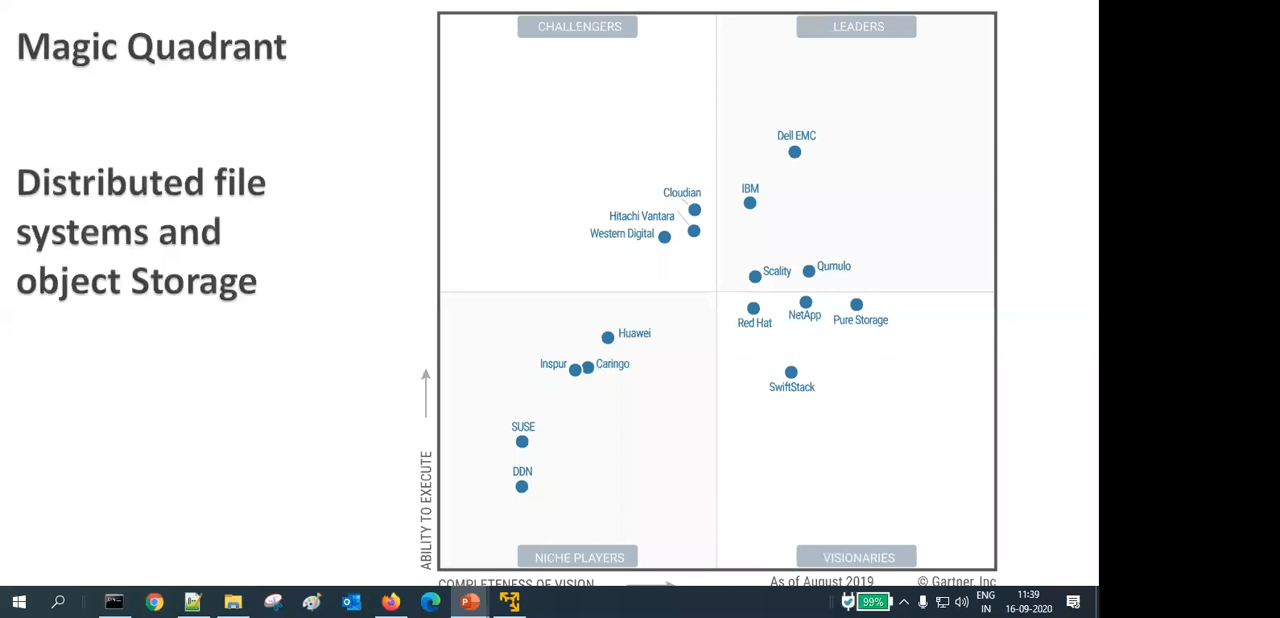 Magic Quadrant
Distributed file
systems and
object Storage
CHALLENGERS
LEADERS
Dell EMC
IBM
Cloudian
Hitachi Vantara
Western Digital
Scality
Qumulo
Red Hat
NetApp
Pure Storage
Huawei
Inspur
Caringo
SwiftStack
SUSE
DDN
ABILITY TO EXECUTE
NICHE PLAYERS
VISIONARIES
COMPLETENESS OF VISION
As of August 2019
© Gartner, Inc
99%
ENG
IN
11:39
16-09-2020